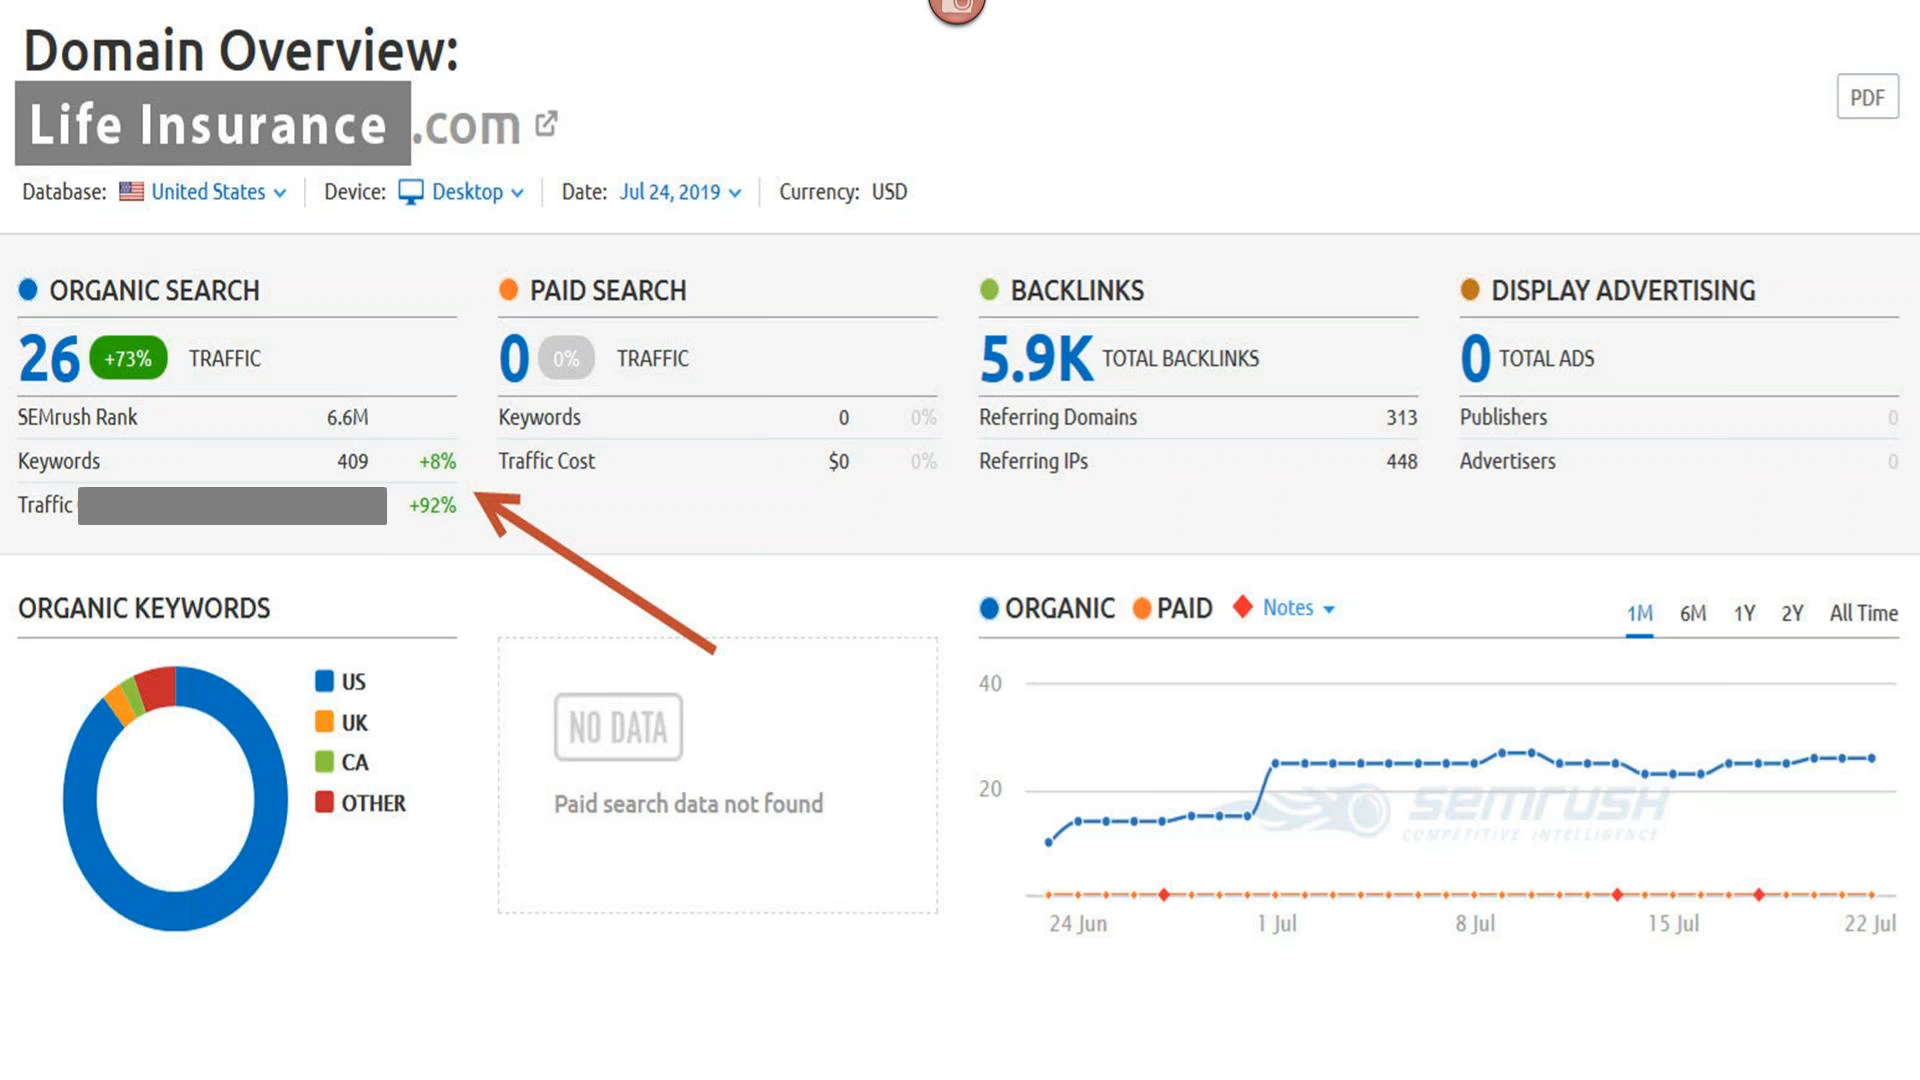 Domain Overview:
Life Insurance .com
PDF
Database: United States Device: Desktop Date: Jul 24, 2019 Currency: USD
ORGANIC SEARCH
26 +73% TRAFFIC
SEMrush Rank 6.6M
Keywords 409 +8%
Traffic +92%
PAID SEARCH
0 0% TRAFFIC
Keywords 0 0%
Traffic Cost $0 0%
BACKLINKS
5.9K TOTAL BACKLINKS
Referring Domains 313
Referring IPs 448
DISPLAY ADVERTISING
0 TOTAL ADS
Publishers 0
Advertisers 0
ORGANIC KEYWORDS
US
UK
CA
OTHER
NO DATA
Paid search data not found
ORGANIC PAID Notes
1M 6M 1Y 2Y All Time
40
20
semrush
COMPETITIVE INTELLIGENCE
24 Jun 1 Jul 8 Jul 15 Jul 22 Jul